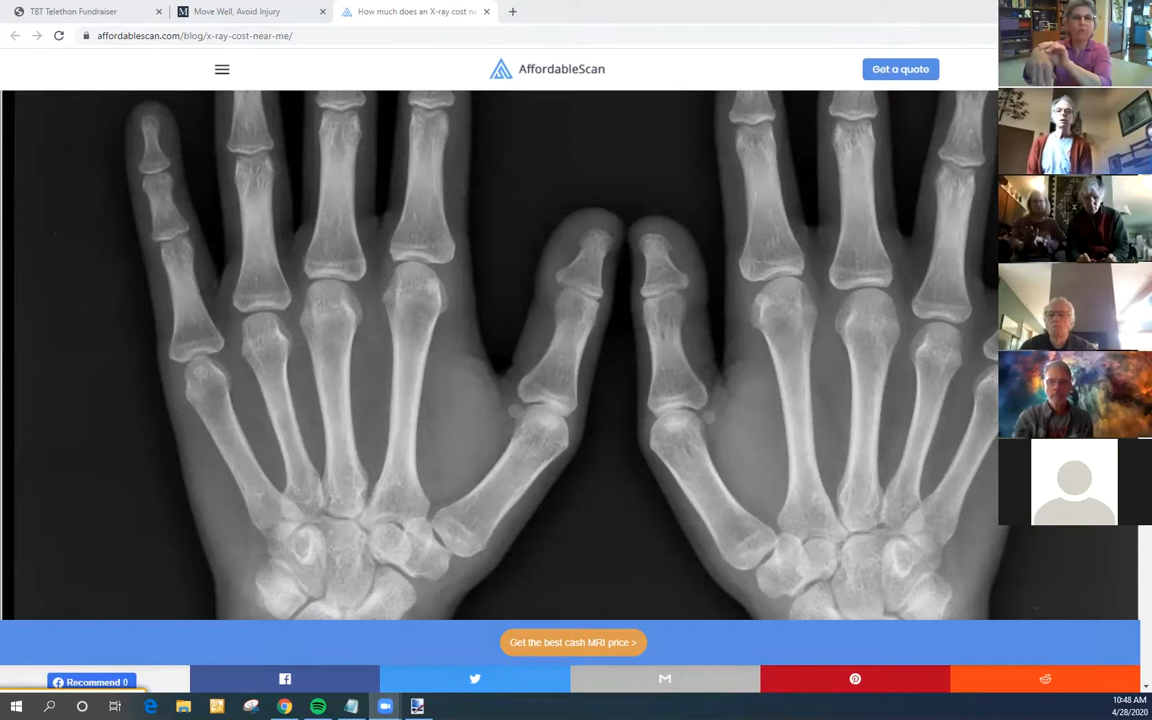 TBT Telethon Fundraiser
Move Well, Avoid Injury
How much does an X-ray cost ne
affordablescan.com/blog/x-ray-cost-near-me/
AffordableScan
Get a quote
Get the best cash MRI price >
Recommend 0
10:48 AM
4/28/2020